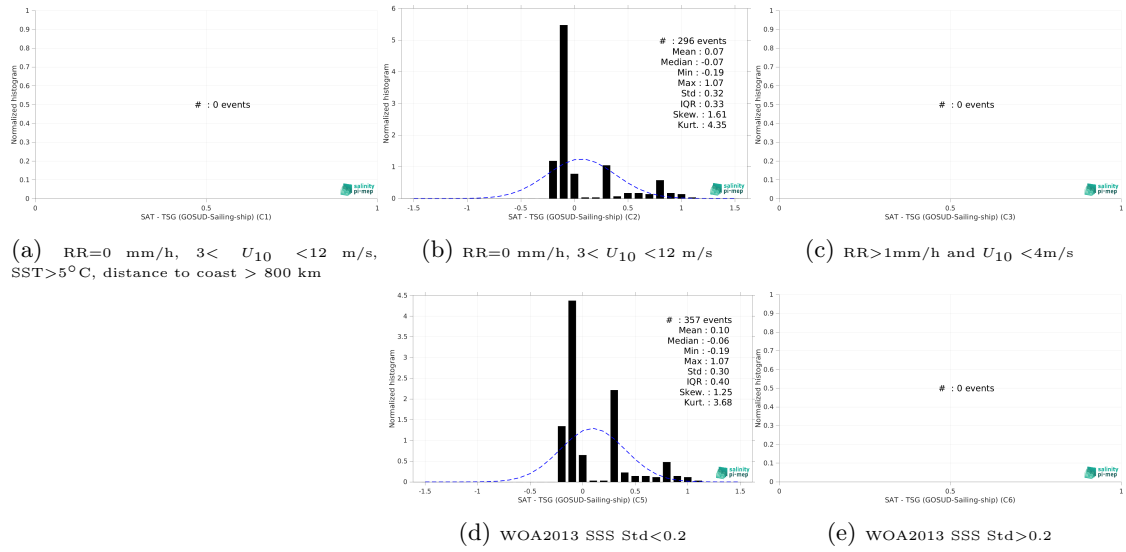 1
0.9
0.8
0.7
0.6
0.5
0.4
0.3
0.2
0.1
0
Normalized histogram
# : 0 events
salinity
pi-mep
0
0.5
1
SAT - TSG (GOSUD-Sailing-ship) (C1)
(a) RR=0 mm/h, 3< U10 <12 m/s,
SST>5°C, distance to coast > 800 km
6
5
4
3
2
1
0
Normalized histogram
# : 296 events
Mean : 0.07
Median : -0.07
Min : -0.19
Max : 1.07
Std : 0.32
IQR : 0.33
Skew. : 1.61
Kurt. : 4.35
salinity
pi-mep
-1.5
-1
-0.5
0
0.5
1
1.5
SAT - TSG (GOSUD-Sailing-ship) (C2)
(b) RR=0 mm/h, 3< U10 <12 m/s
1
0.9
0.8
0.7
0.6
0.5
0.4
0.3
0.2
0.1
0
Normalized histogram
# : 0 events
salinity
pi-mep
0
0.5
1
SAT - TSG (GOSUD-Sailing-ship) (C3)
(c) RR>1mm/h and U10 <4m/s
4.5
4
3.5
3
2.5
2
1.5
1
0.5
0
Normalized histogram
# : 357 events
Mean : 0.10
Median : -0.06
Min : -0.19
Max : 1.07
Std : 0.30
IQR : 0.40
Skew. : 1.25
Kurt. : 3.68
salinity
pi-mep
-1.5
-1
-0.5
0
0.5
1
1.5
SAT - TSG (GOSUD-Sailing-ship) (C5)
(d) WOA2013 SSS Std<0.2
1
0.9
0.8
0.7
0.6
0.5
0.4
0.3
0.2
0.1
0
Normalized histogram
# : 0 events
salinity
pi-mep
0
0.5
1
SAT - TSG (GOSUD-Sailing-ship) (C6)
(e) WOA2013 SSS Std>0.2